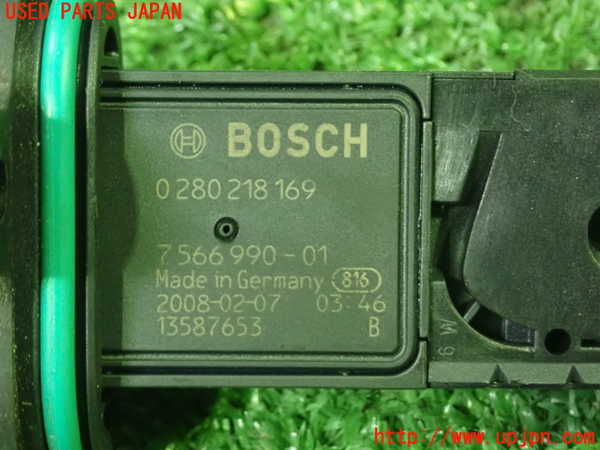 USED PARTS JAPAN
BOSCH
0 280 218 169
7 566 990 - 01
Made in Germany 816
2008-02-07 03:46
13587653 B
http://www.upjpn.com